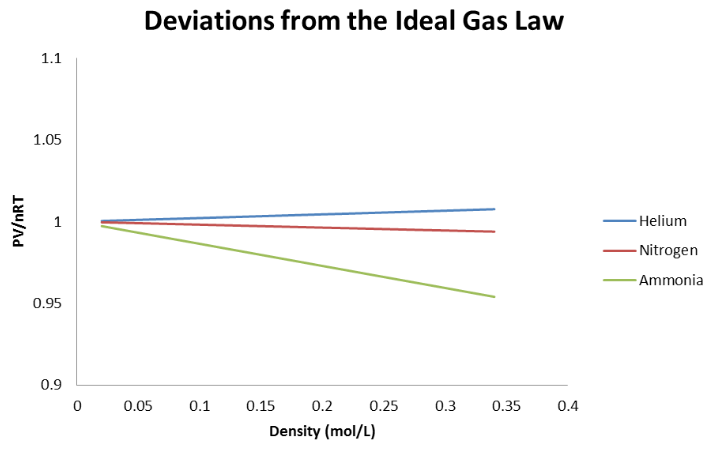 Deviations from the Ideal Gas Law
1.1
1.05
1
0.95
0.9
PV/nRT
0 0.05 0.1 0.15 0.2 0.25 0.3 0.35 0.4
Density (mol/L)
Helium
Nitrogen
Ammonia